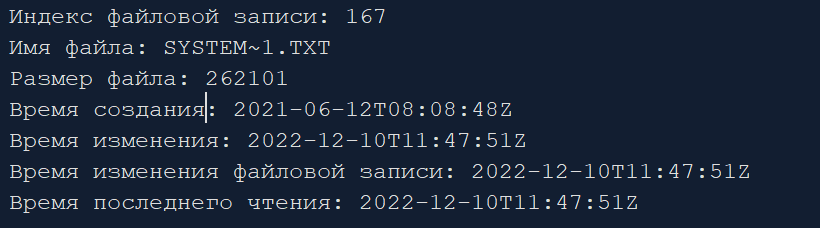 Индекс файловой записи: 167
Имя файла: SYSTEM~1.TXT
Размер файла: 262101
Время создания: 2021-06-12T08:08:48Z
Время изменения: 2022-12-10T11:47:51Z
Время изменения файловой записи: 2022-12-10T11:47:51Z
Время последнего чтения: 2022-12-10T11:47:51Z